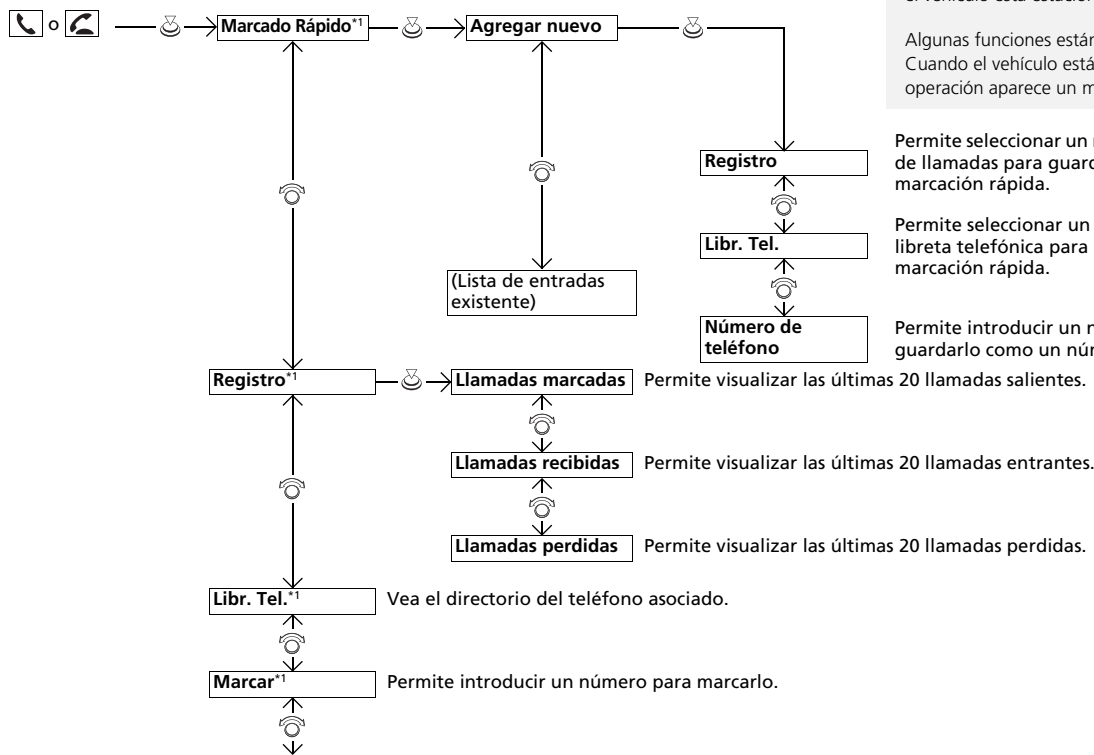 el vehículo está
Algunas funciones están
Cuando el vehículo está
operación aparece un
o
Marcado Rápido*1
Agregar nuevo
Registro
Permite seleccionar un
de llamadas para
marcación rápida.
Libr. Tel.
Permite seleccionar un
libreta telefónica para
marcación rápida.
(Lista de entradas
existente)
Número de
teléfono
Permite introducir un
guardarlo como un
Registro*1
Llamadas marcadas
Permite visualizar las últimas 20 llamadas salientes.
Llamadas recibidas
Permite visualizar las últimas 20 llamadas entrantes.
Llamadas perdidas
Permite visualizar las últimas 20 llamadas perdidas.
Libr. Tel.*1
Vea el directorio del teléfono asociado.
Marcar*1
Permite introducir un número para marcarlo.